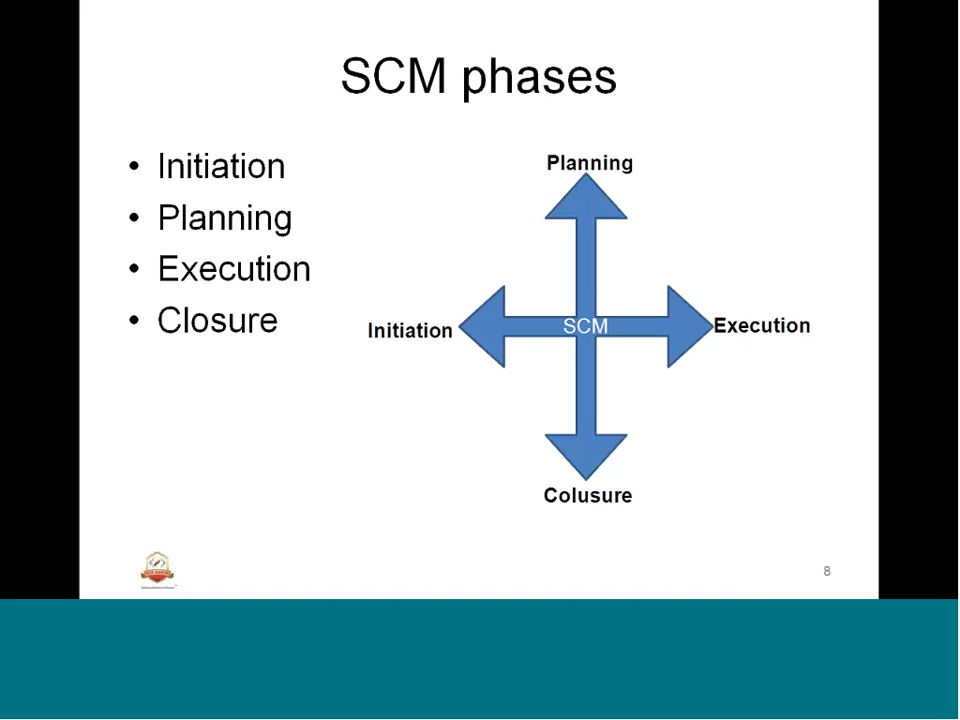 SCM phases
• Initiation
• Planning
• Execution
• Closure
Planning
Initiation
SCM
Execution
Colusure
8